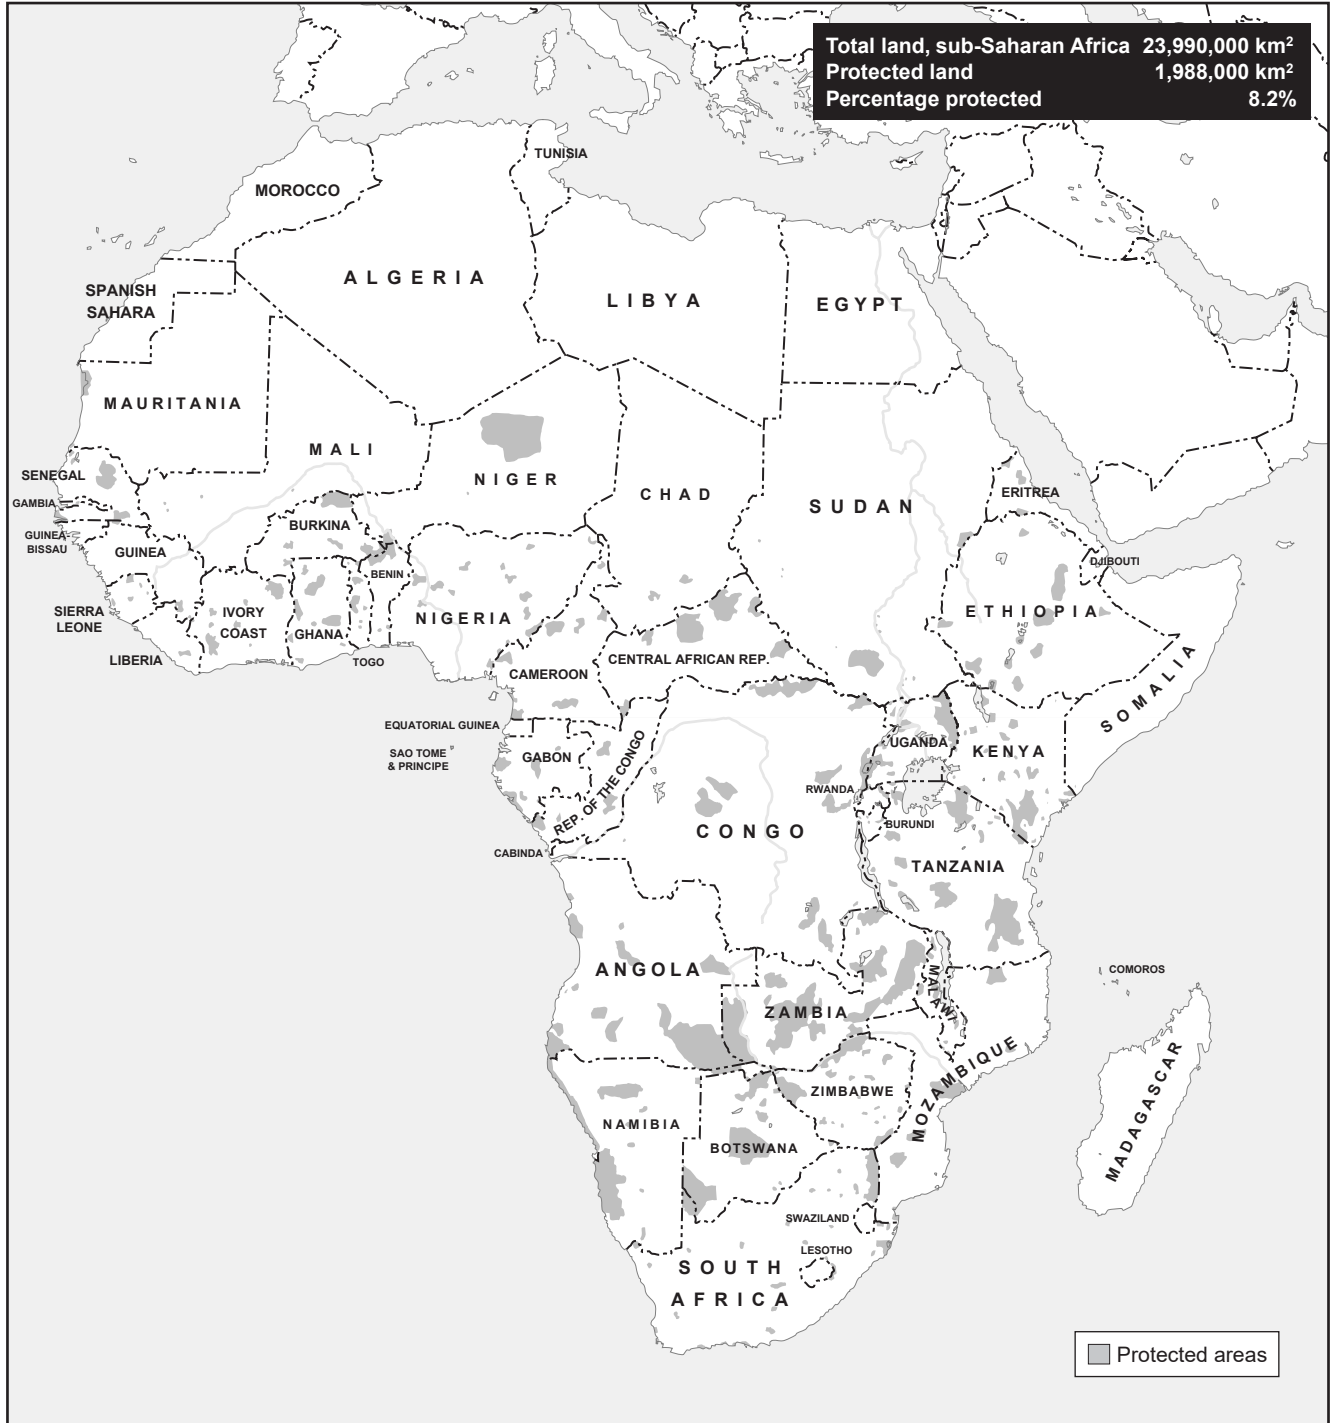 Total land, sub-Saharan Africa 23,990,000 km²
Protected land 1,988,000 km²
Percentage protected 8.2%
TUNISIA
MOROCCO
ALGERIA
LIBYA
EGYPT
SPANISH
SAHARA
MAURITANIA
MALI
NIGER
CHAD
SUDAN
ERITREA
SENEGAL
GAMBIA
GUINEA-
BISSAU
GUINEA
BURKINA
BENIN
DJIBOUTI
SIERRA
LEONE
IVORY
COAST
GHANA
NIGERIA
ETHIOPIA
LIBERIA
TOGO
CAMEROON
CENTRAL AFRICAN REP.
SOMALIA
EQUATORIAL GUINEA
SAO TOME
& PRINCIPE
GABON
REP. OF THE CONGO
UGANDA
KENYA
RWANDA
BURUNDI
CONGO
CABINDA
TANZANIA
ANGOLA
ZAMBIA
MALAWI
COMOROS
MOZAMBIQUE
MADAGASCAR
ZIMBABWE
NAMIBIA
BOTSWANA
SWAZILAND
LESOTHO
SOUTH
AFRICA
Protected areas